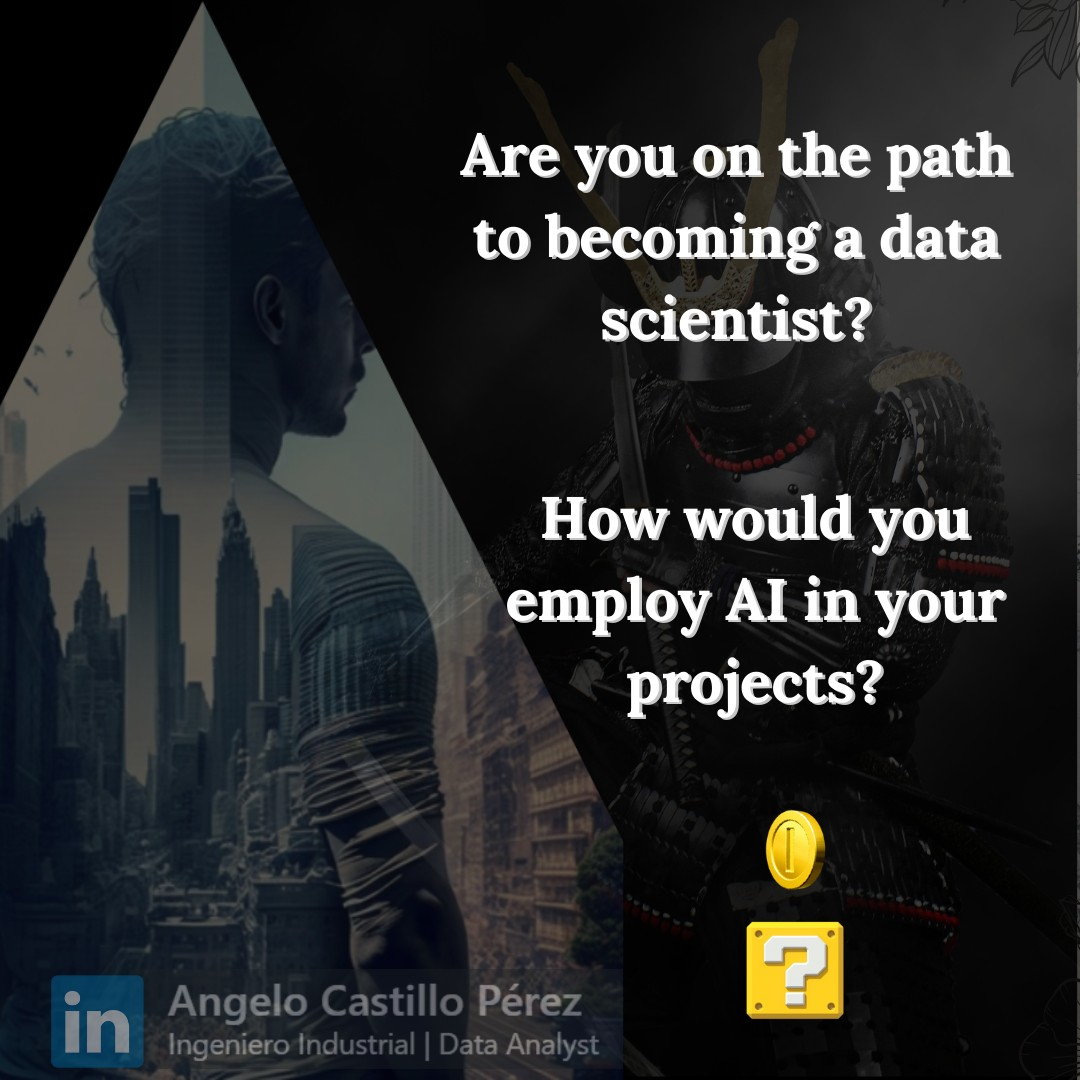 Are you on the path
to becoming a data
scientist?
How would you
employ AI in your
projects?
?
in
Angelo Castillo Pérez
Ingeniero Industrial | Data Analyst